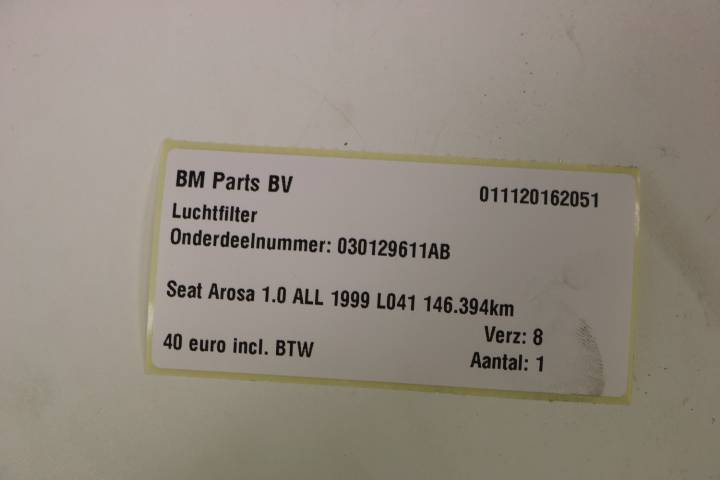 BM Parts BV 011120162051
Luchtfilter
Onderdeelnummer: 030129611AB
Seat Arosa 1.0 ALL 1999 L041 146.394km
Verz: 8
40 euro incl. BTW Aantal: 1